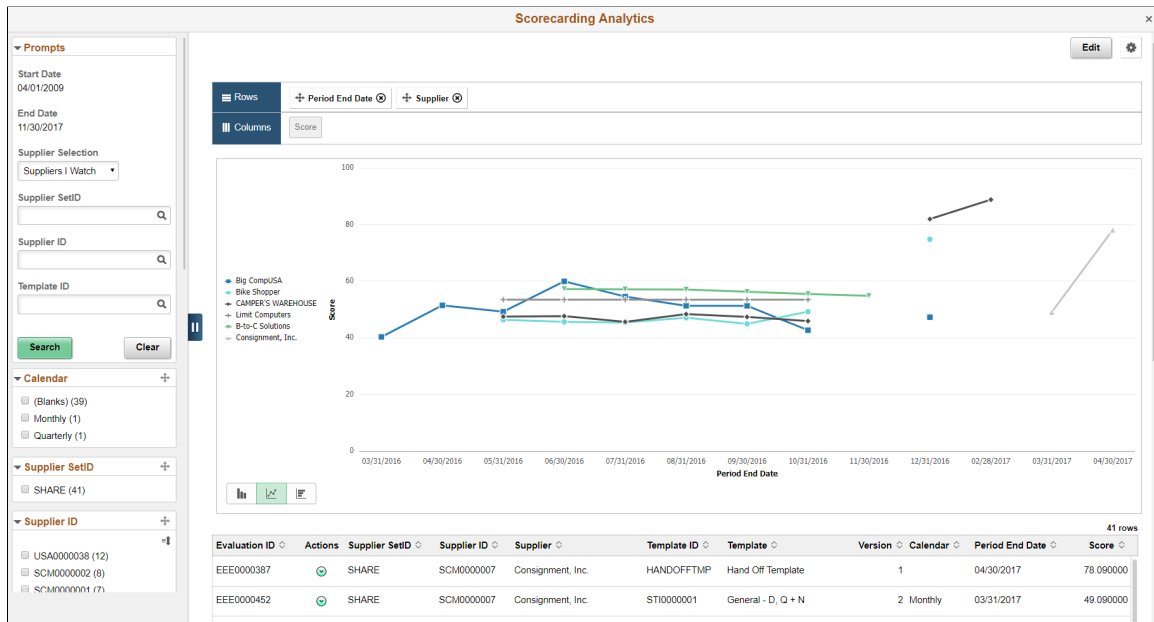 Scorecarding Analytics
×
Prompts
Start Date
04/01/2009
End Date
11/30/2017
Supplier Selection
Suppliers I Watch
Supplier SetID
Supplier ID
Template ID
Search Clear
Calendar
(Blanks) (39)
Monthly (1)
Quarterly (1)
Supplier SetID
SHARE (41)
Supplier ID
USA0000038 (12)
SCM0000002 (8)
SCM0000001 (7)
Edit
Rows Period End Date Supplier
Columns Score
100
80
60
40
20
0
Score
Big CompUSA
Bike Shopper
CAMPER'S WAREHOUSE
Limit Computers
B-to-C Solutions
Consignment, Inc.
03/31/2016 04/30/2016 05/31/2016 06/30/2016 07/31/2016 08/31/2016 09/30/2016 10/31/2016 11/30/2016 12/31/2016 02/28/2017 03/31/2017 04/30/2017
Period End Date
41 rows
Evaluation ID Actions Supplier SetID Supplier ID Supplier Template ID Template Version Calendar Period End Date Score
EEE0000387 SHARE SCM0000007 Consignment, Inc. HANDOFFTMP Hand Off Template 1 04/30/2017 78.090000
EEE0000452 SHARE SCM0000007 Consignment, Inc. STI0000001 General - D, Q + N 2 Monthly 03/31/2017 49.090000